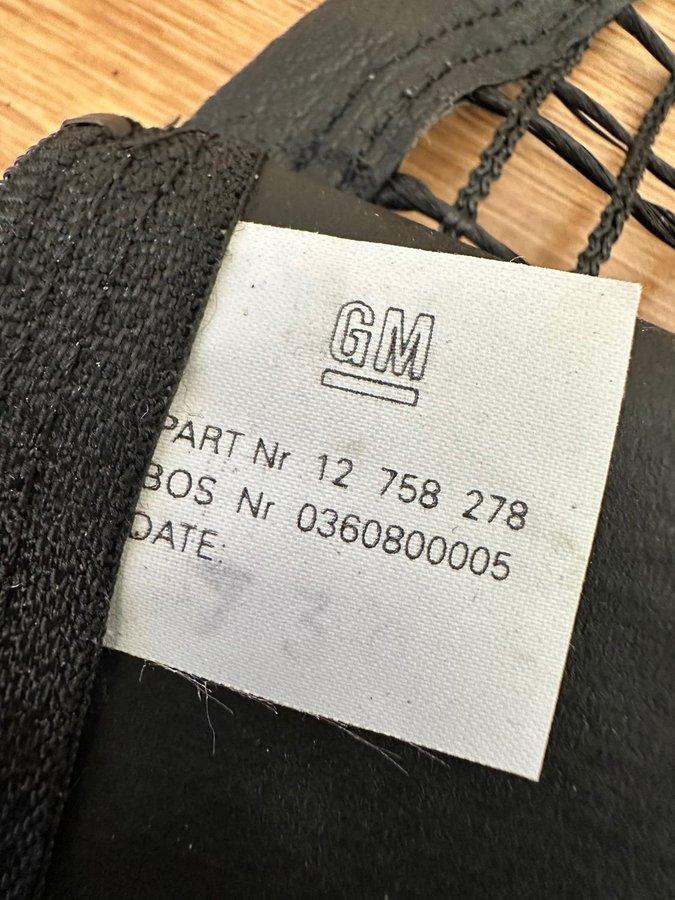 GM
PART Nr 12 758 278
BOS Nr 0360800005
DATE: